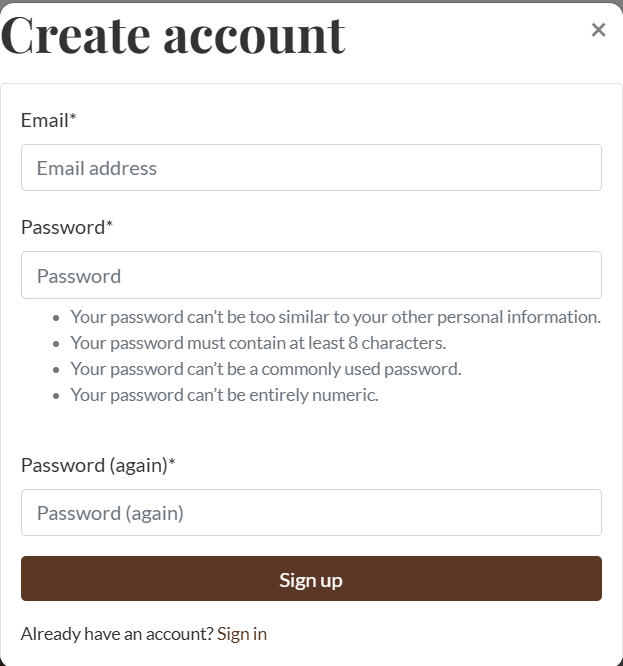 Create account
×
Email*
Email address
Password*
Password
• Your password can’t be too similar to your other personal information.
• Your password must contain at least 8 characters.
• Your password can’t be a commonly used password.
• Your password can’t be entirely numeric.
Password (again)*
Password (again)
Sign up
Already have an account? Sign in